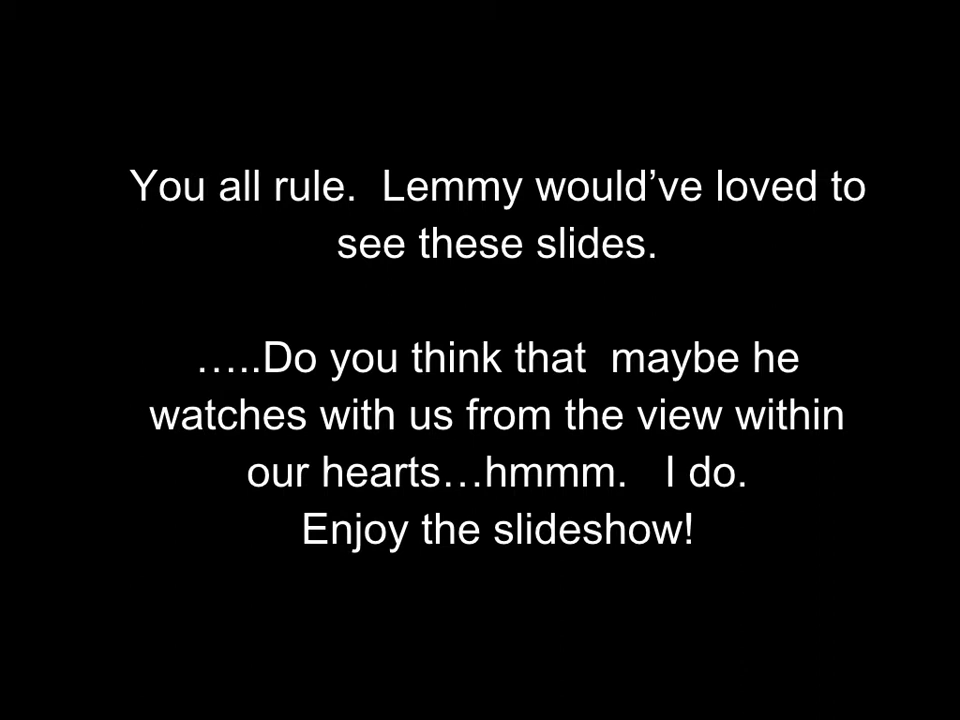 You all rule.  Lemmy would’ve loved to
see these slides.
…..Do you think that  maybe he
watches with us from the view within
our hearts…hmmm.   I do.
Enjoy the slideshow!